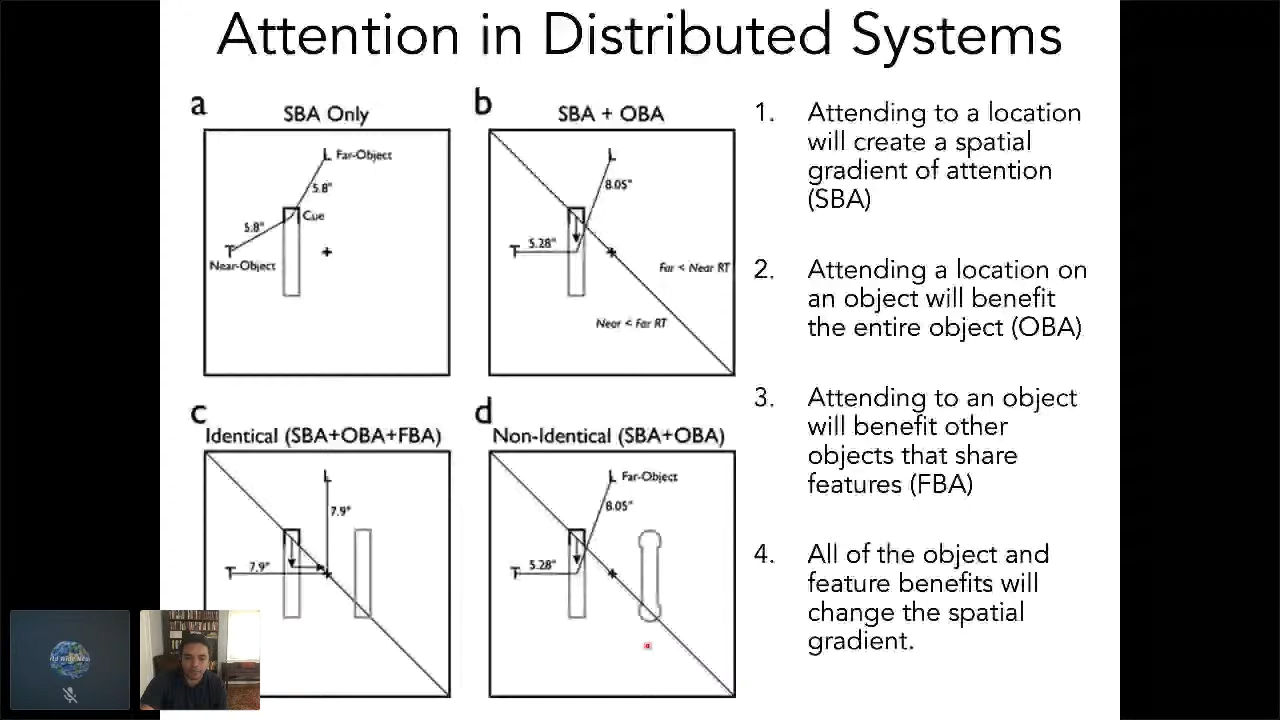 Attention in Distributed Systems
a
SBA Only
L Far-Object
5.8°
5.8°
Cue
T
Near-Object
b
SBA + OBA
L
8.05°
T 5.28°
Far < Near RT
Near < Far RT
c
Identical (SBA+OBA+FBA)
L
7.9°
T 7.9°
d
Non-Identical (SBA+OBA)
L Far-Object
8.05°
T 5.28°
1. Attending to a location
will create a spatial
gradient of attention
(SBA)
2. Attending a location on
an object will benefit
the entire object (OBA)
3. Attending to an object
will benefit other
objects that share
features (FBA)
4. All of the object and
feature benefits will
change the spatial
gradient.